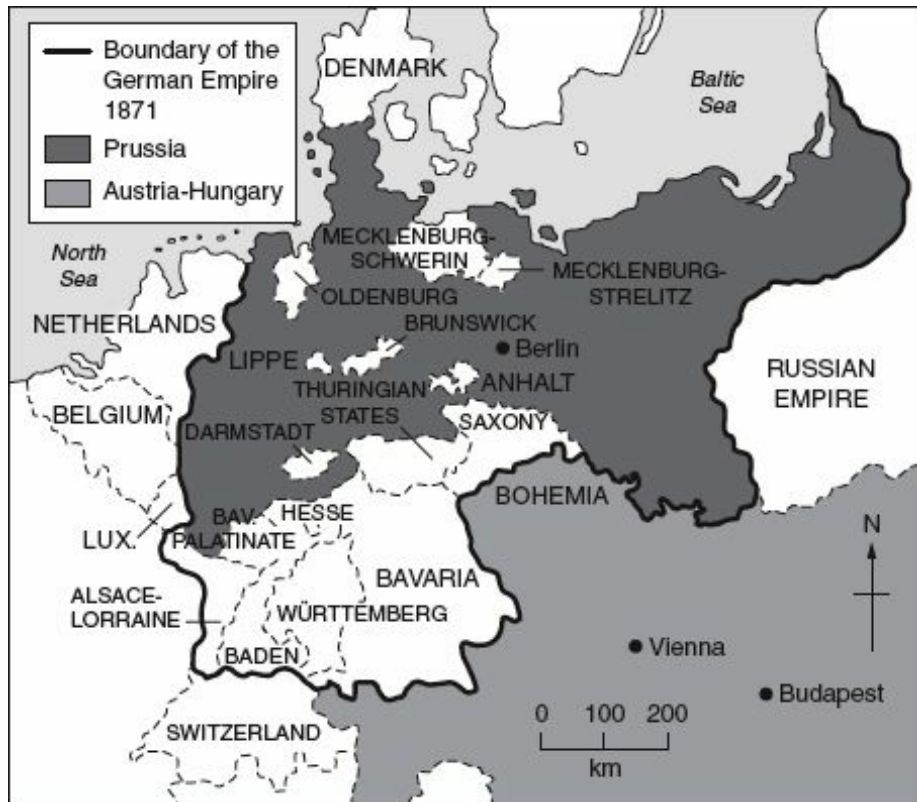 Boundary of the
German Empire
1871
Prussia
Austria-Hungary
DENMARK
Baltic
Sea
North
Sea
MECKLENBURG-
SCHWERIN
MECKLENBURG-
STRELITZ
OLDENBURG
NETHERLANDS
BRUNSWICK
Berlin
LIPPE
RUSSIAN
EMPIRE
THURINGIAN
STATES
ANHALT
BELGIUM
SAXONY
DARMSTADT
BOHEMIA
HESSE
BAV.
PALATINATE
LUX.
N
BAVARIA
ALSACE-
LORRAINE
WÜRTTEMBERG
Vienna
BADEN
Budapest
SWITZERLAND
0 100 200
km